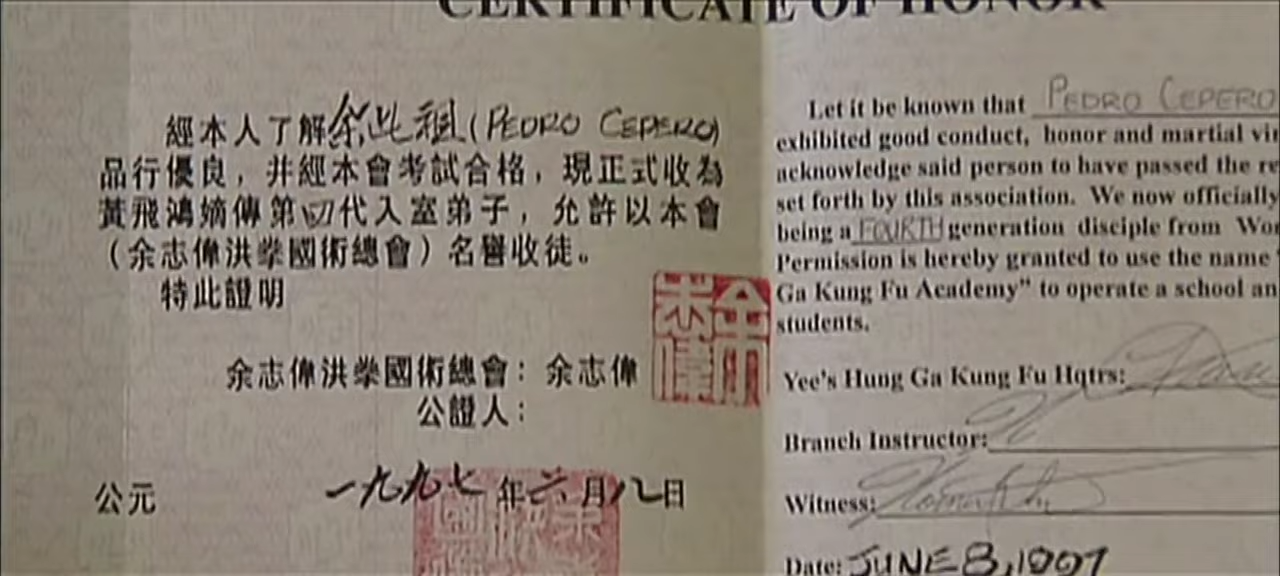 CERTIFICATE OF HONOR
經本人了解余比祖(PEDRO CEPERO)
品行優良，并經本會考試合格，現正式收為
黃飛鴻嫡傳第四代入室弟子，允許以本會
（余志偉洪拳國術總會）名譽收徒。
特此證明
余志偉洪拳國術總會：余志偉
公證人：
公元 一九九七年六月八日
Let it be known that PEDRO CEPERO
exhibited good conduct, honor and martial
acknowledge said person to have passed the
set forth by this association. We now officially
being a FOURTH generation disciple from
Permission is hereby granted to use the name
Ga Kung Fu Academy" to operate a school
students.
Yee's Hung Ga Kung Fu Hqtrs:
Branch Instructor:
Witness:
Date: JUNE 8, 1997